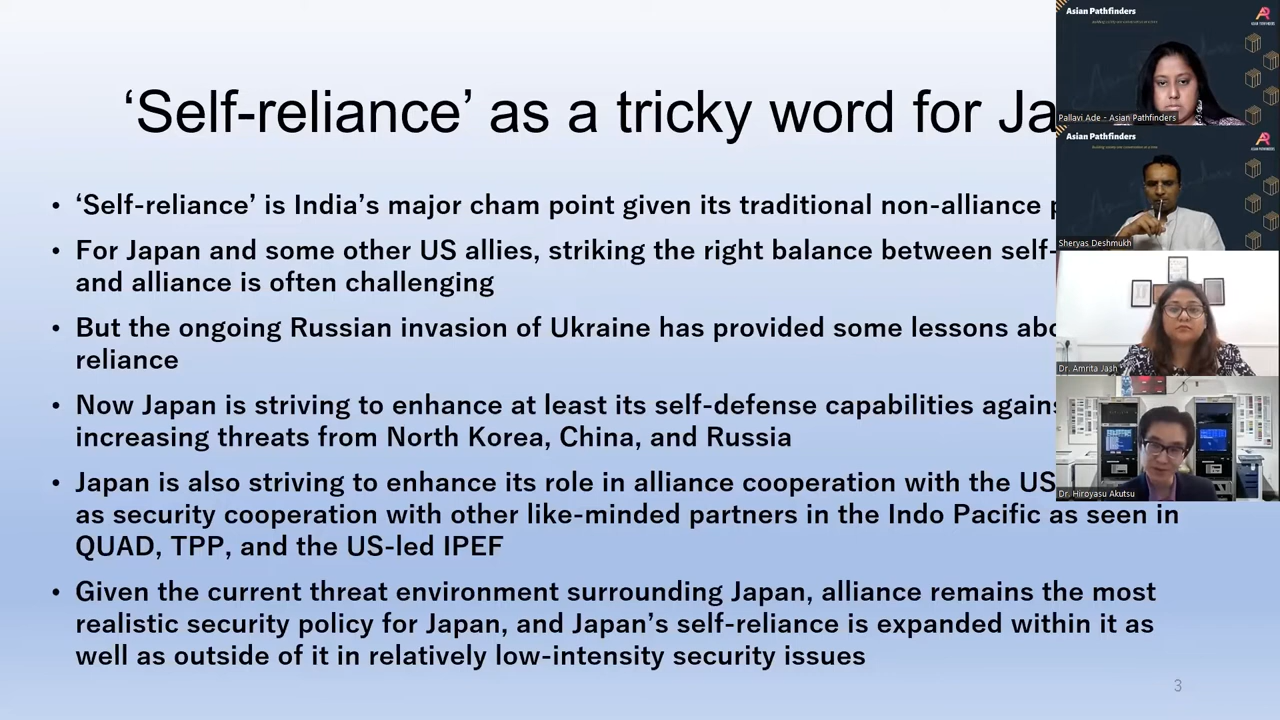 'Self-reliance' as a tricky word for Ja
• 'Self-reliance' is India's major cham point given its traditional non-alliance
• For Japan and some other US allies, striking the right balance between self-
and alliance is often challenging
• But the ongoing Russian invasion of Ukraine has provided some lessons abo
reliance
• Now Japan is striving to enhance at least its self-defense capabilities agains
increasing threats from North Korea, China, and Russia
• Japan is also striving to enhance its role in alliance cooperation with the US
as security cooperation with other like-minded partners in the Indo Pacific as seen in
QUAD, TPP, and the US-led IPEF
• Given the current threat environment surrounding Japan, alliance remains the most
realistic security policy for Japan, and Japan's self-reliance is expanded within it as
well as outside of it in relatively low-intensity security issues
3
Asian Pathfinders
ASIAN PATHFINDERS
Pallavi Ade - Asian Pathfinders
Asian Pathfinders
ASIAN PATHFINDERS
Sheryas Deshmukh
Dr. Amrita Jash
Dr. Hiroyasu Akutsu